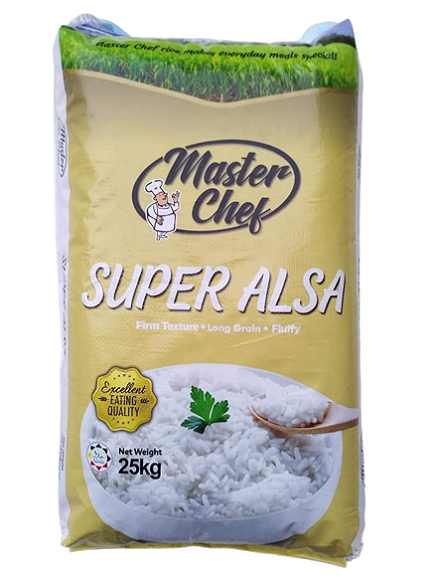 Master Chef rice makes everyday meals special!
Master
Chef
SUPER ALSA
Firm Texture • Long Grain • Fluffy
Excellent
EATING
QUALITY
Net Weight
25kg